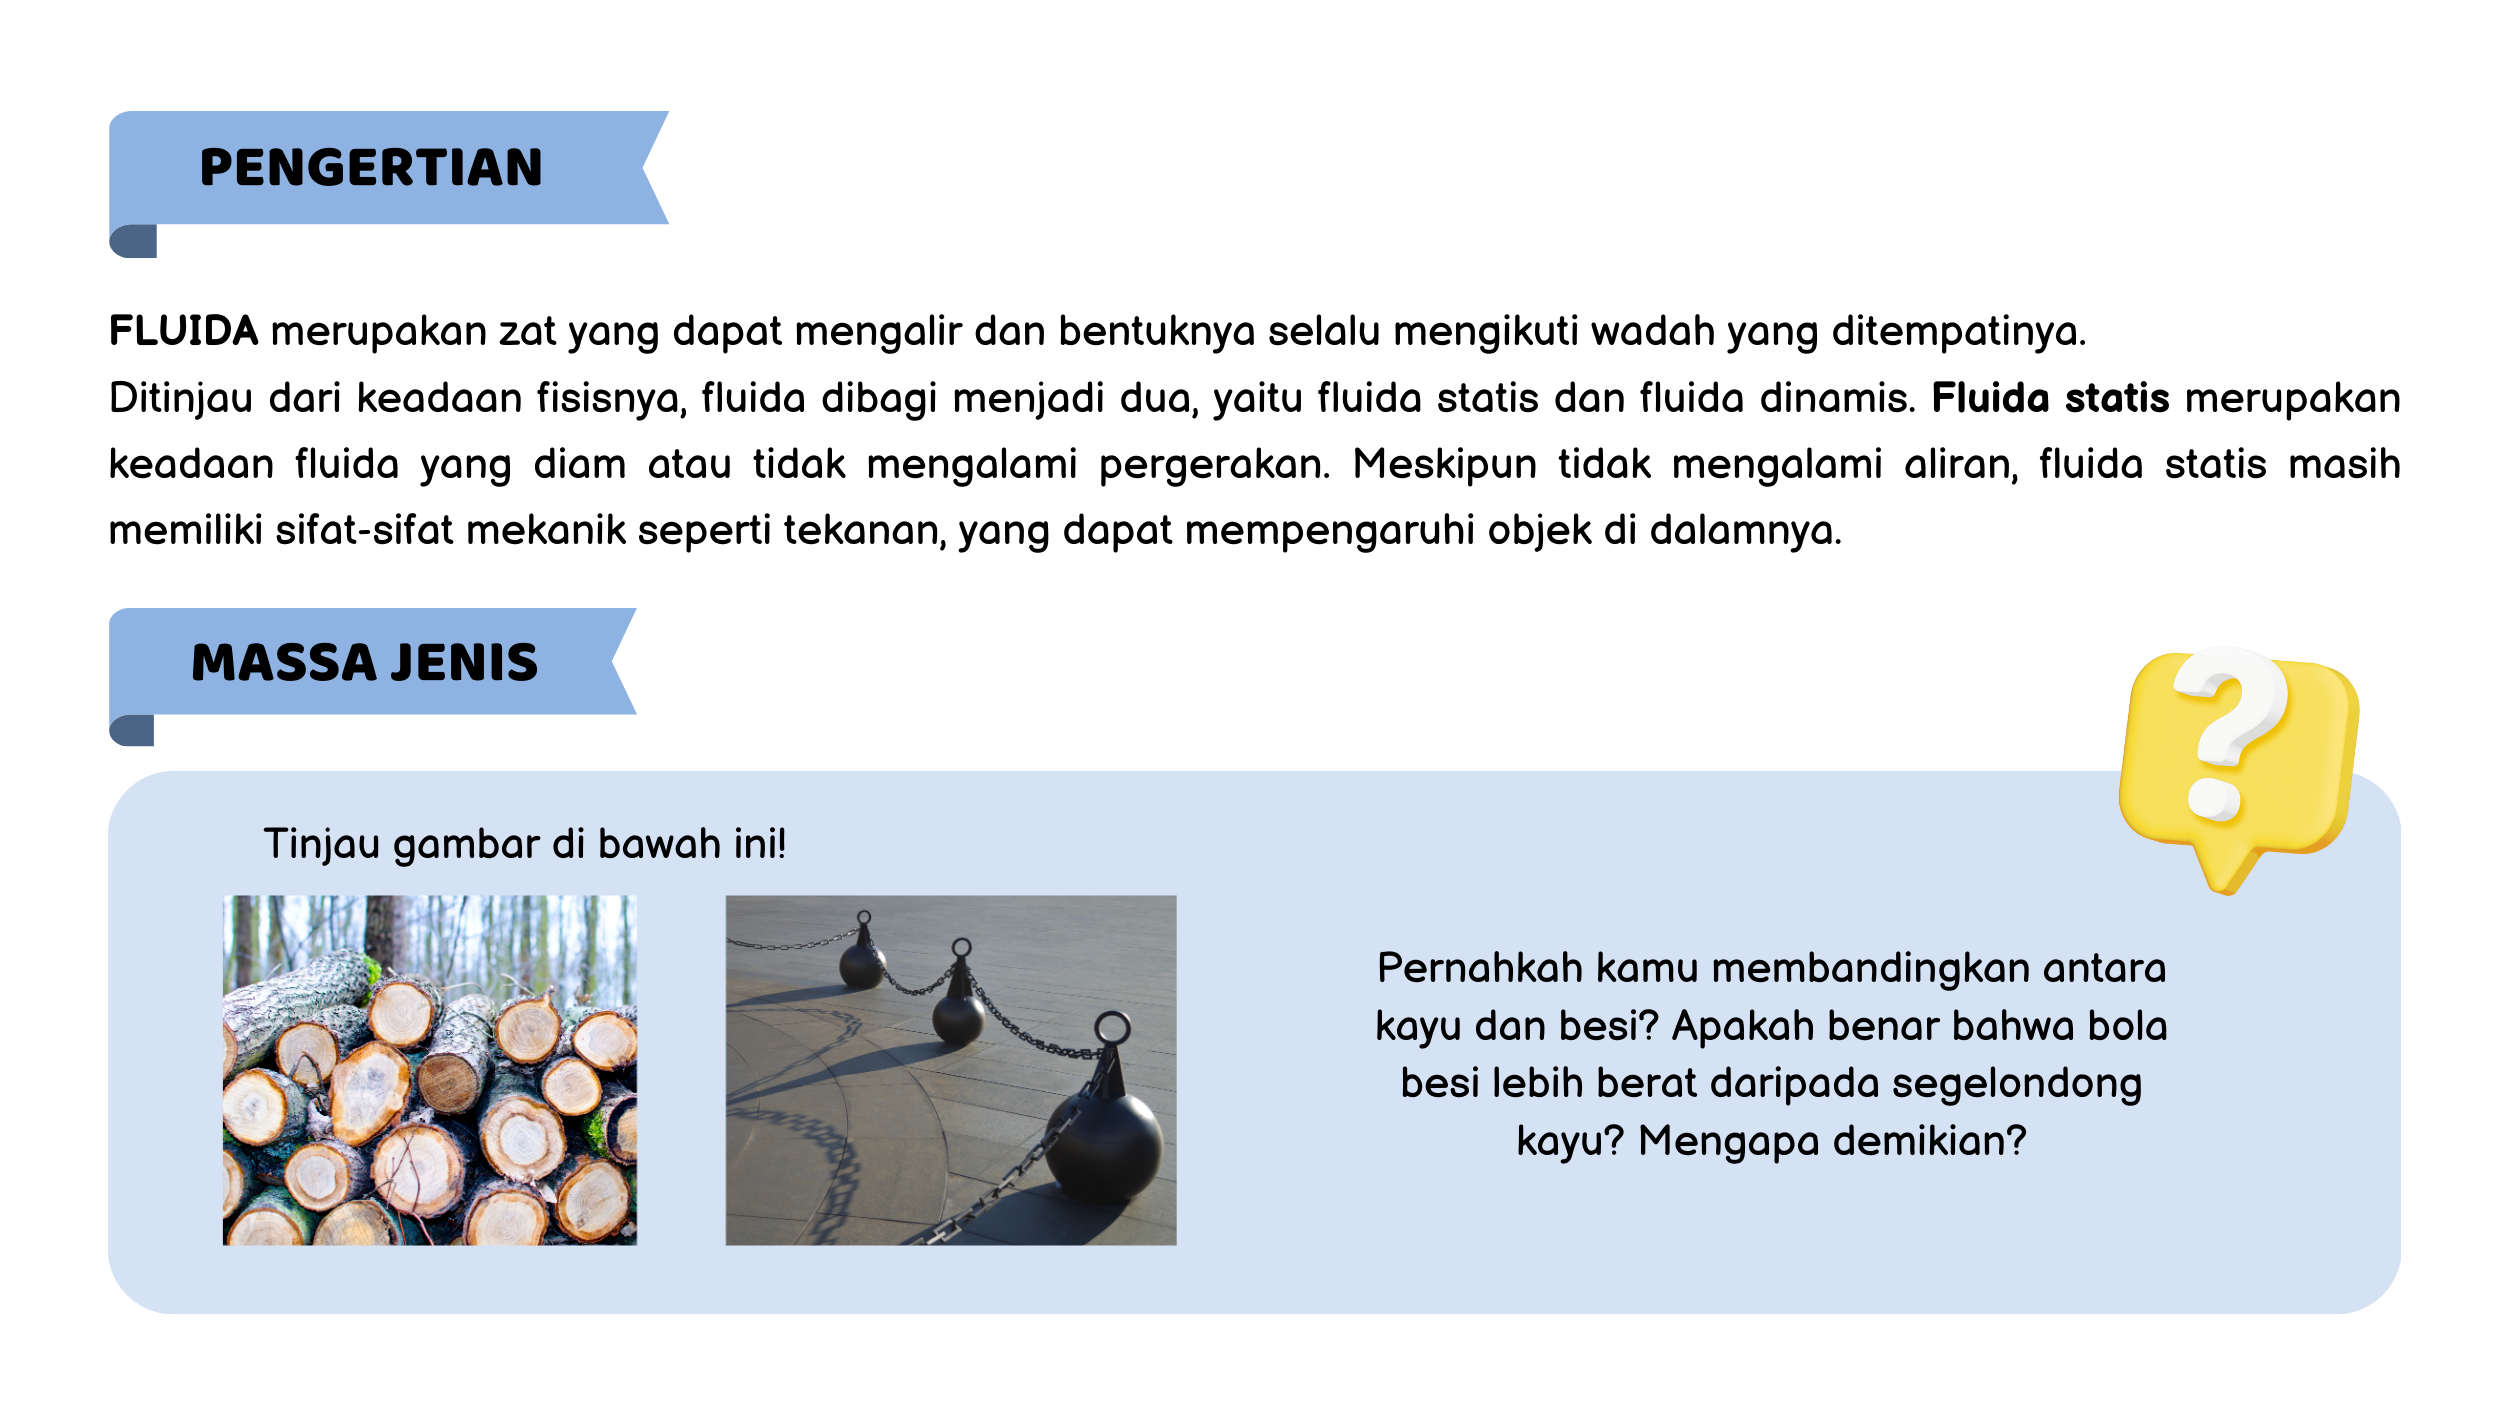 PENGERTIAN
FLUIDA merupakan zat yang dapat mengalir dan bentuknya selalu mengikuti wadah yang ditempatinya.
Ditinjau dari keadaan fisisnya, fluida dibagi menjadi dua, yaitu fluida statis dan fluida dinamis. Fluida statis merupakan
keadaan fluida yang diam atau tidak mengalami pergerakan. Meskipun tidak mengalami aliran, fluida statis masih
memiliki sifat-sifat mekanik seperti tekanan, yang dapat mempengaruhi objek di dalamnya.
MASSA JENIS
?
Tinjau gambar di bawah ini!
Pernahkah kamu membandingkan antara
kayu dan besi? Apakah benar bahwa bola
besi lebih berat daripada segelondong
kayu? Mengapa demikian?